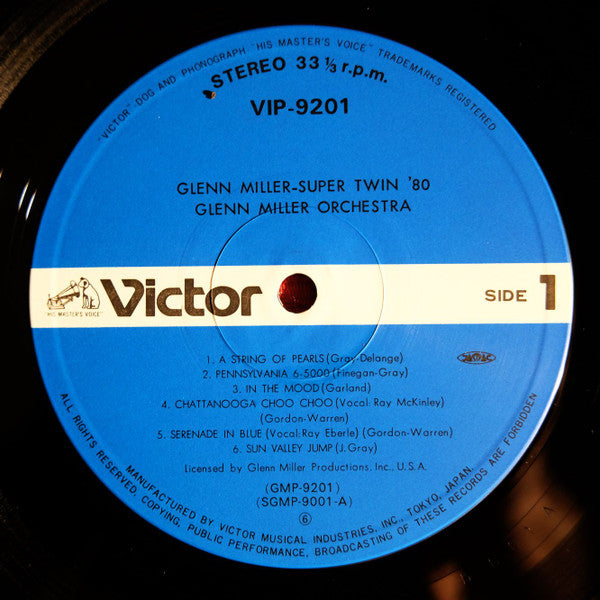 "VICTOR"-DOG AND PHONOGRAPH "HIS MASTER'S VOICE" TRADEMARKS REGISTERED
STEREO 33 ⅓ r.p.m.
VIP-9201
GLENN MILLER-SUPER TWIN '80
GLENN MILLER ORCHESTRA
"HIS MASTER'S VOICE"
Victor
SIDE 1
1. A STRING OF PEARLS (Gray-Delange)
2. PENNSYLVANIA 6-5000 (Finegan-Gray)
3. IN THE MOOD (Garland)
4. CHATTANOOGA CHOO CHOO (Vocal: Ray McKinley)
(Gordon-Warren)
5. SERENADE IN BLUE (Vocal: Ray Eberle) (Gordon-Warren)
6. SUN VALLEY JUMP (J. Gray)
Licensed by Glenn Miller Productions, Inc., U.S.A.
(GMP-9201)
(SGMP-9001-A)
⑥
MANUFACTURED BY VICTOR MUSICAL INDUSTRIES, INC., TOKYO, JAPAN.
ALL RIGHTS RESERVED. COPYING, PUBLIC PERFORMANCE, BROADCASTING OF THESE RECORDS ARE FORBIDDEN